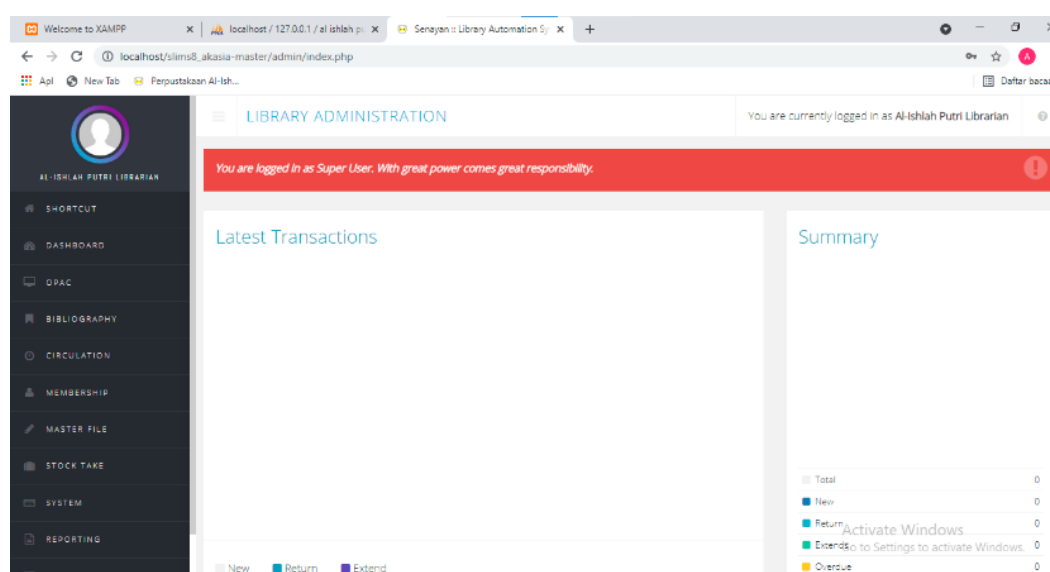 Welcome to XAMPP
localhost / 127.0.0.1 / al ishlah pu
Senayan :: Library Automation Sy
localhost/slims8_akasia-master/admin/index.php
Apl
New Tab
Perpustakaan Al-Ish...
Daftar bacaa
AL-ISHLAH PUTRI LIBRARIAN
SHORTCUT
DASHBOARD
OPAC
BIBLIOGRAPHY
CIRCULATION
MEMBERSHIP
MASTER FILE
STOCK TAKE
SYSTEM
REPORTING
LIBRARY ADMINISTRATION
You are currently logged in as Al-Ishlah Putri Librarian
You are logged in as Super User. With great power comes great responsibility.
Latest Transactions
New Return Extend
Summary
Total 0
New 0
Return 0
Extends 0
Overdue 0
Activate Windows
Go to Settings to activate Windows.